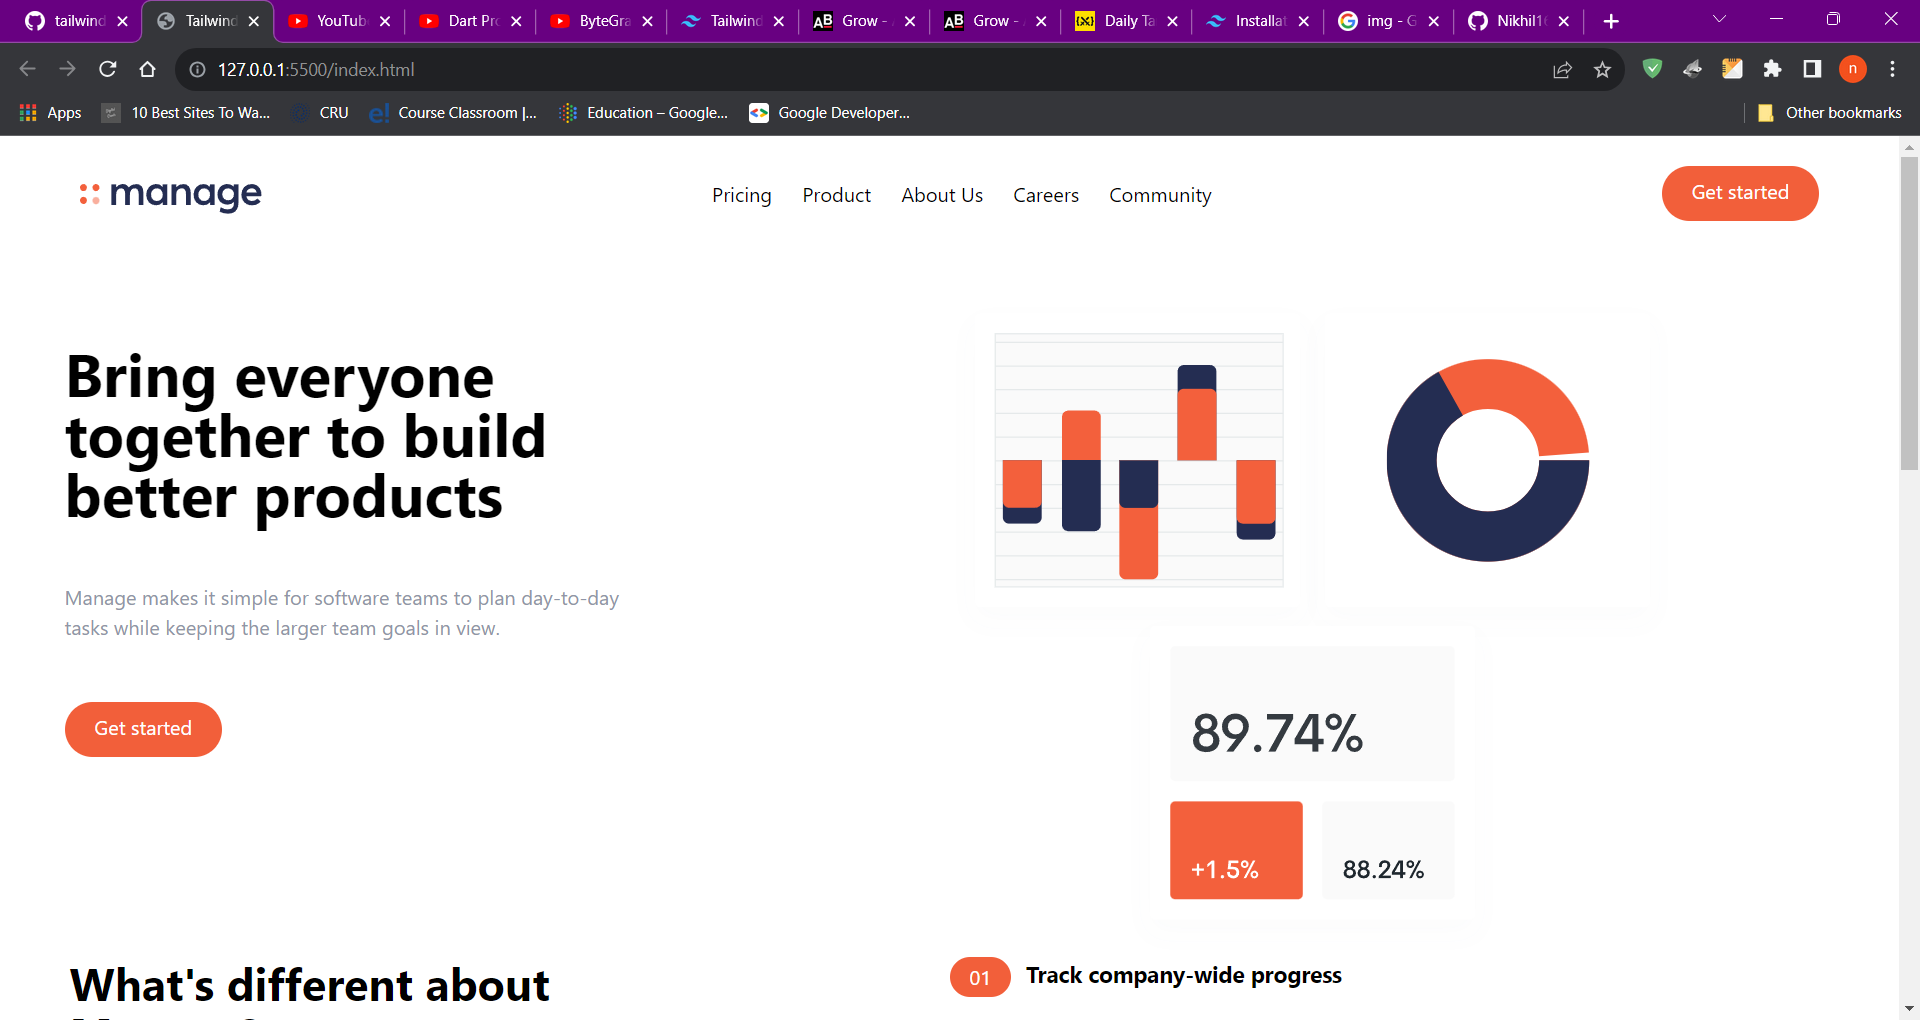 tailwind
Tailwind
YouTub
Dart Pr
ByteGra
Tailwind
Grow -
Grow -
Daily Ta
Installat
img - G
Nikhil1
127.0.0.1:5500/index.html
n
Apps
10 Best Sites To Wa...
CRU
Course Classroom |...
Education – Google...
Google Developer...
Other bookmarks
manage
Pricing
Product
About Us
Careers
Community
Get started
Bring everyone
together to build
better products
Manage makes it simple for software teams to plan day-to-day
tasks while keeping the larger team goals in view.
Get started
89.74%
+1.5%
88.24%
What's different about
01
Track company-wide progress